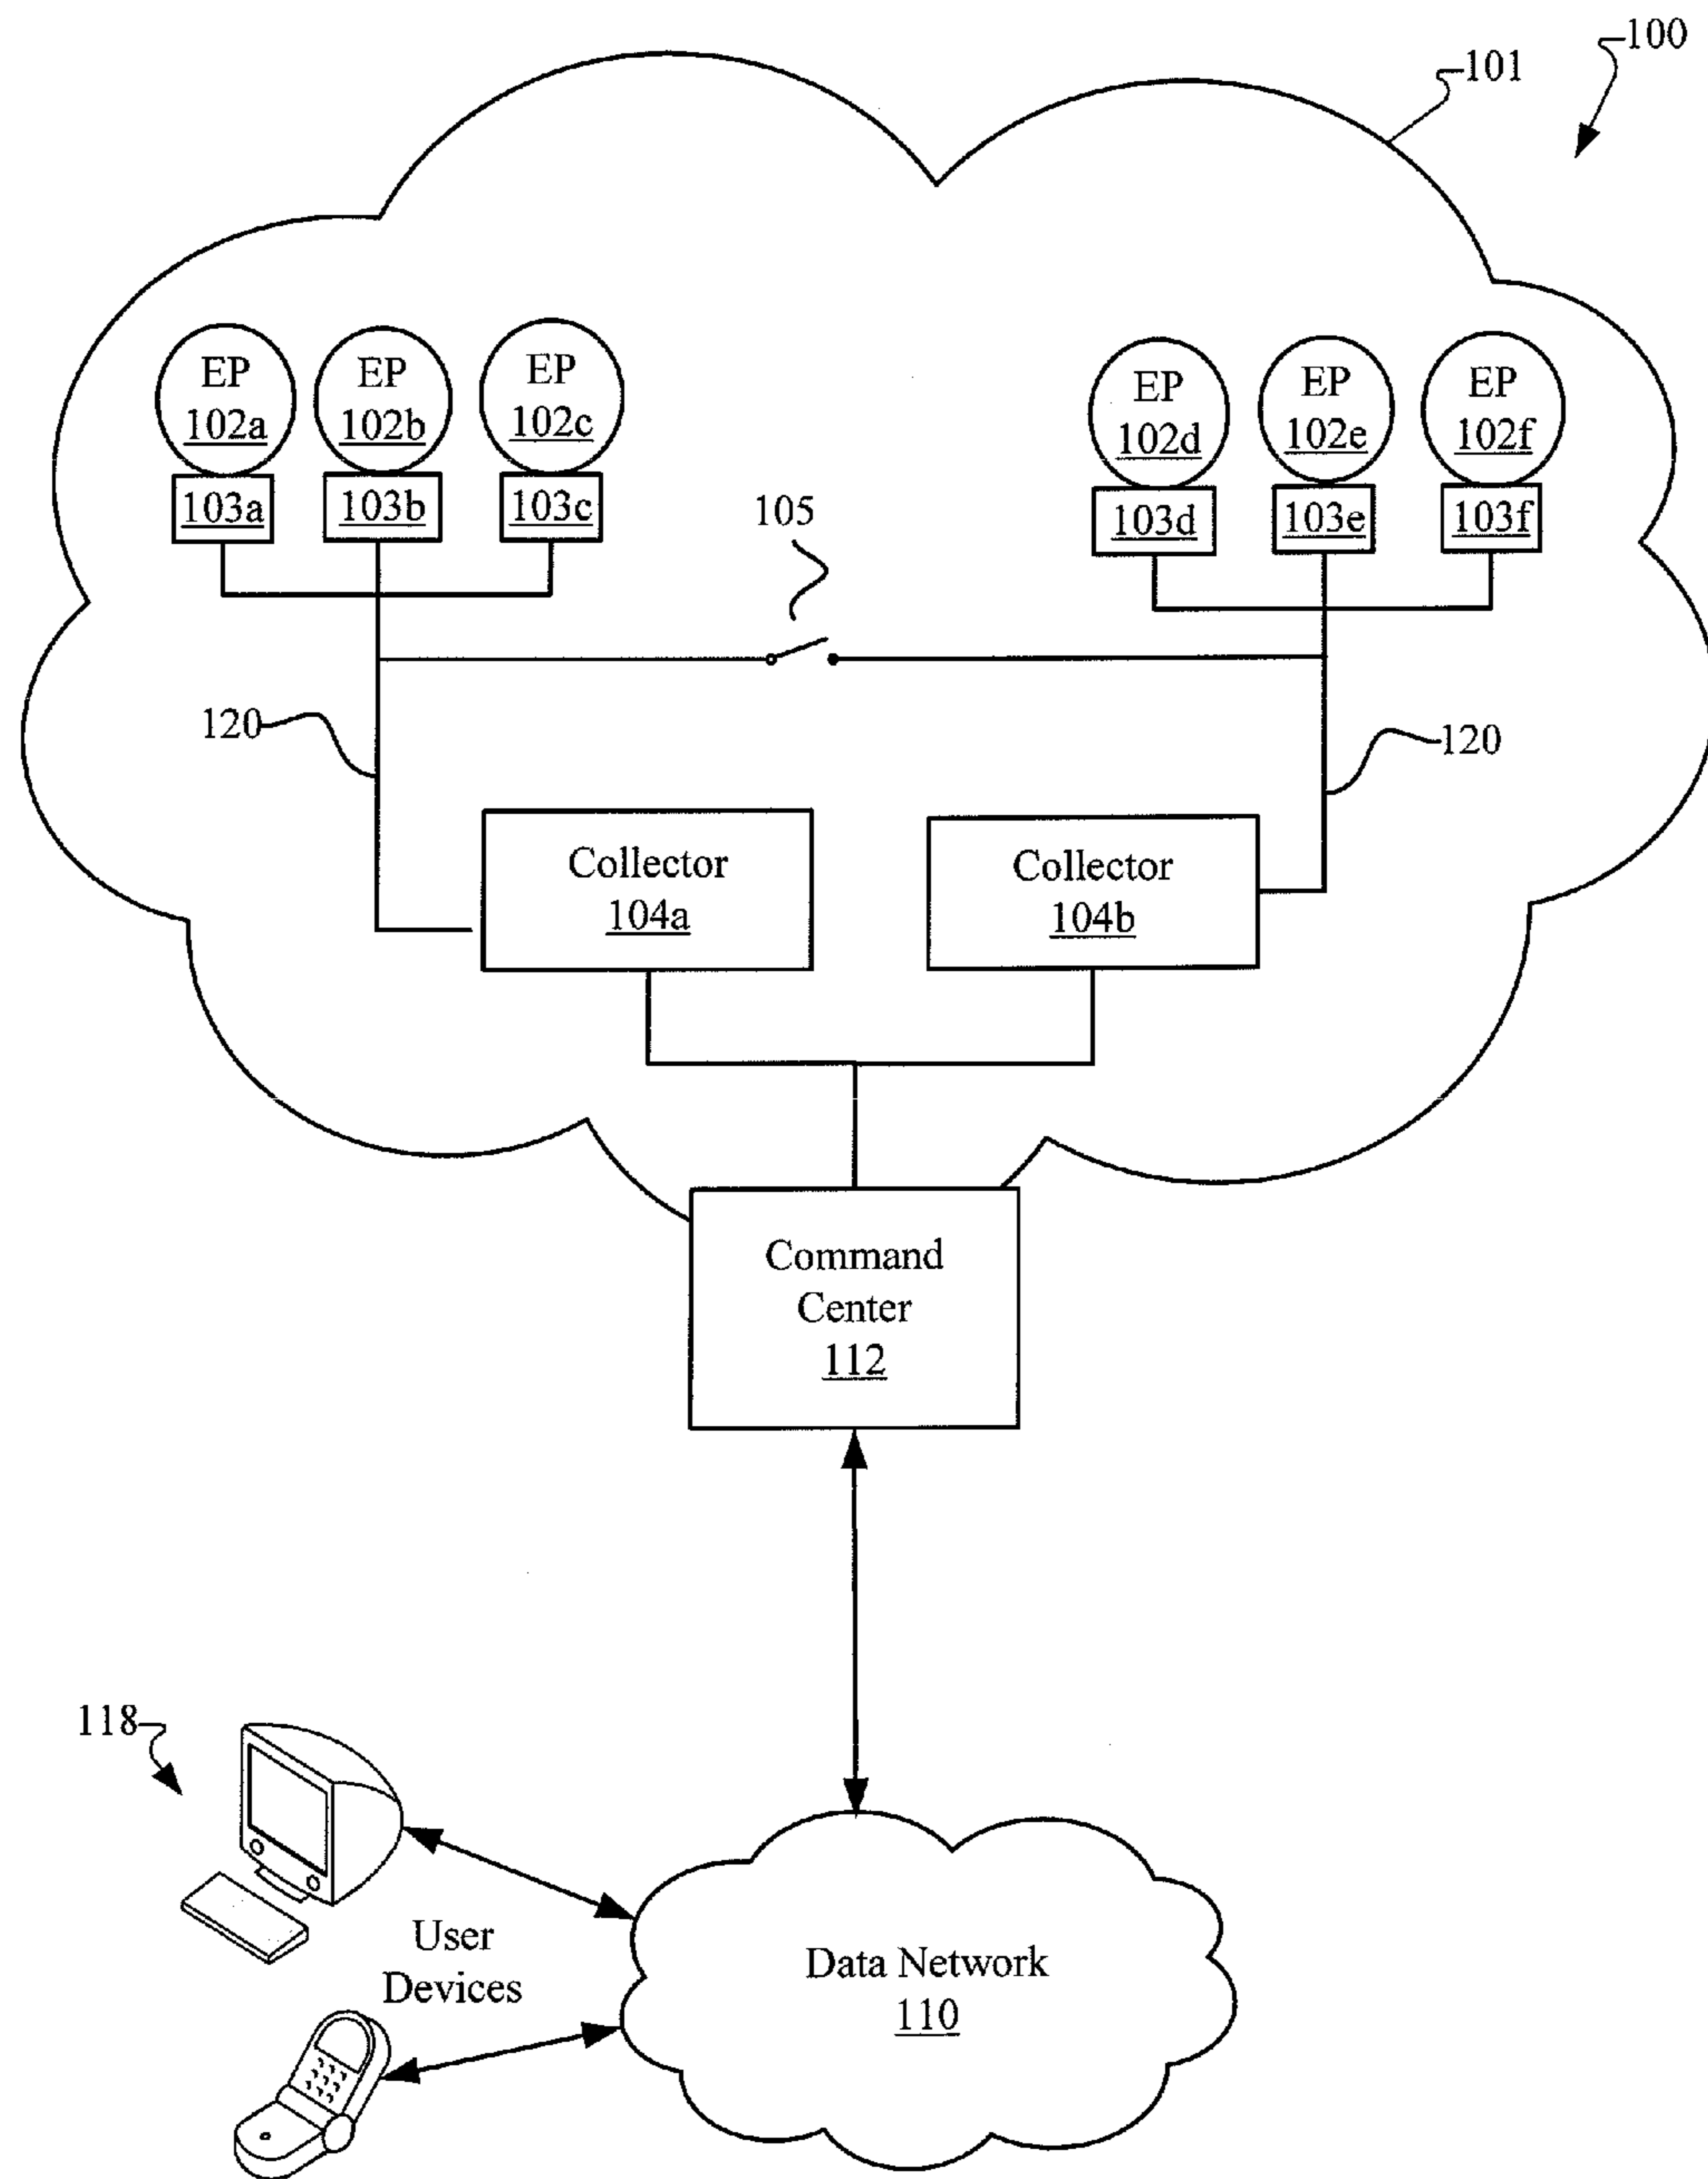 100
101
EP
102a
EP
102b
EP
102c
EP
102d
EP
102e
EP
102f
103a
103b
103c
103d
103e
103f
105
120
120
Collector
104a
Collector
104b
Command
Center
112
118
User
Devices
Data Network
110